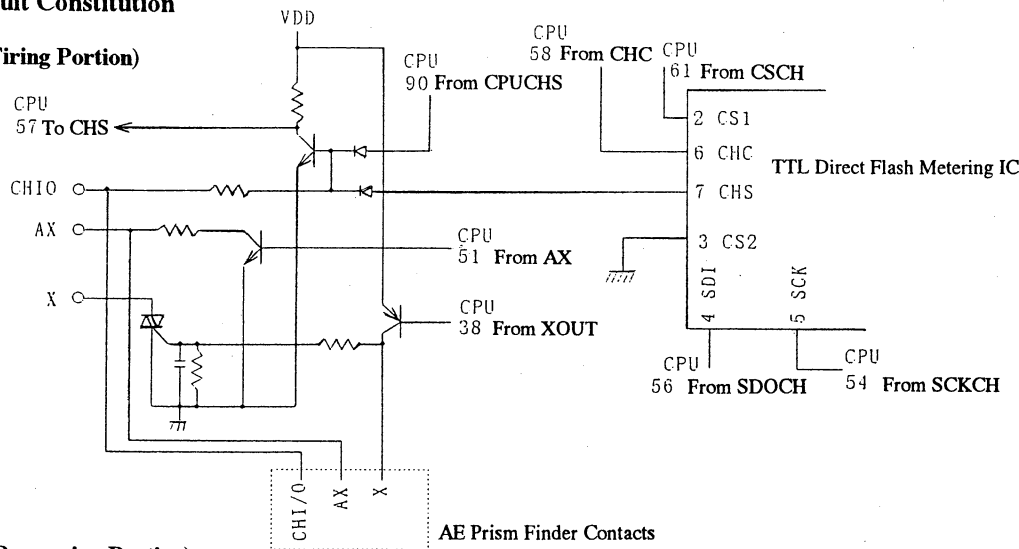 uit Constitution
VDD
Firing Portion)
CPU
58 From CHC
CPU
61 From CSCH
CPU
90 From CPUCHS
CPU
57 To CHS
2 CS1
6 CHC
TTL Direct Flash Metering IC
CHIO
7 CHS
AX
CPU
51 From AX
3 CS2
X
4 SDI
5 SCK
CPU
38 From XOUT
CPU
56 From SDOCH
CPU
54 From SCKCH
CHI/O
AX
X
AE Prism Finder Contacts